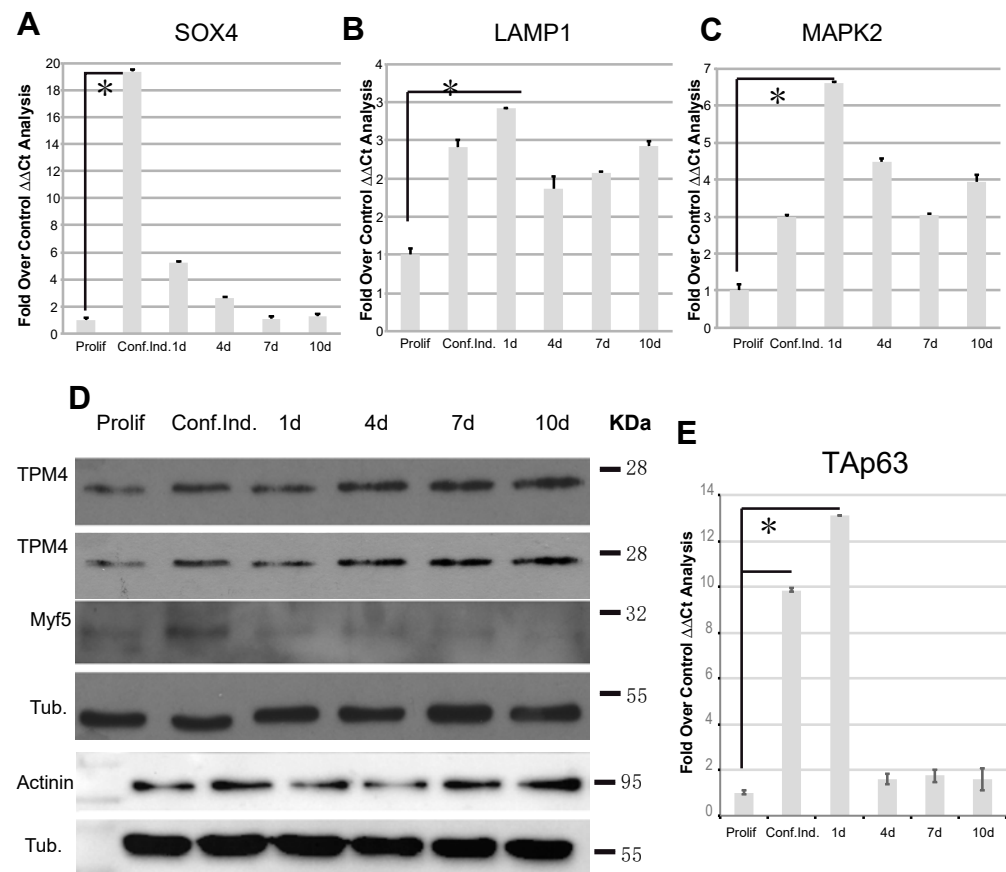 A
SOX4
Fold Over Control ΔΔCt Analysis
20
18
16
14
12
10
8
6
4
2
0
*
Prolif Conf.Ind. 1d 4d 7d 10d
B
LAMP1
Fold Over Control ΔΔCt Analysis
4
3
3
2
2
1
1
0
*
Prolif Conf.Ind. 1d 4d 7d 10d
C
MAPK2
Fold Over Control ΔΔCt Analysis
7
6
5
4
3
2
1
0
*
Prolif Conf.Ind. 1d 4d 7d 10d
D
Prolif Conf.Ind. 1d 4d 7d 10d KDa
TPM4 28
TPM4 28
Myf5 32
Tub. 55
Actinin 95
Tub. 55
E
TAp63
Fold Over Control ΔΔCt Analysis
14
12
10
8
6
4
2
0
*
Prolif Conf.Ind. 1d 4d 7d 10d